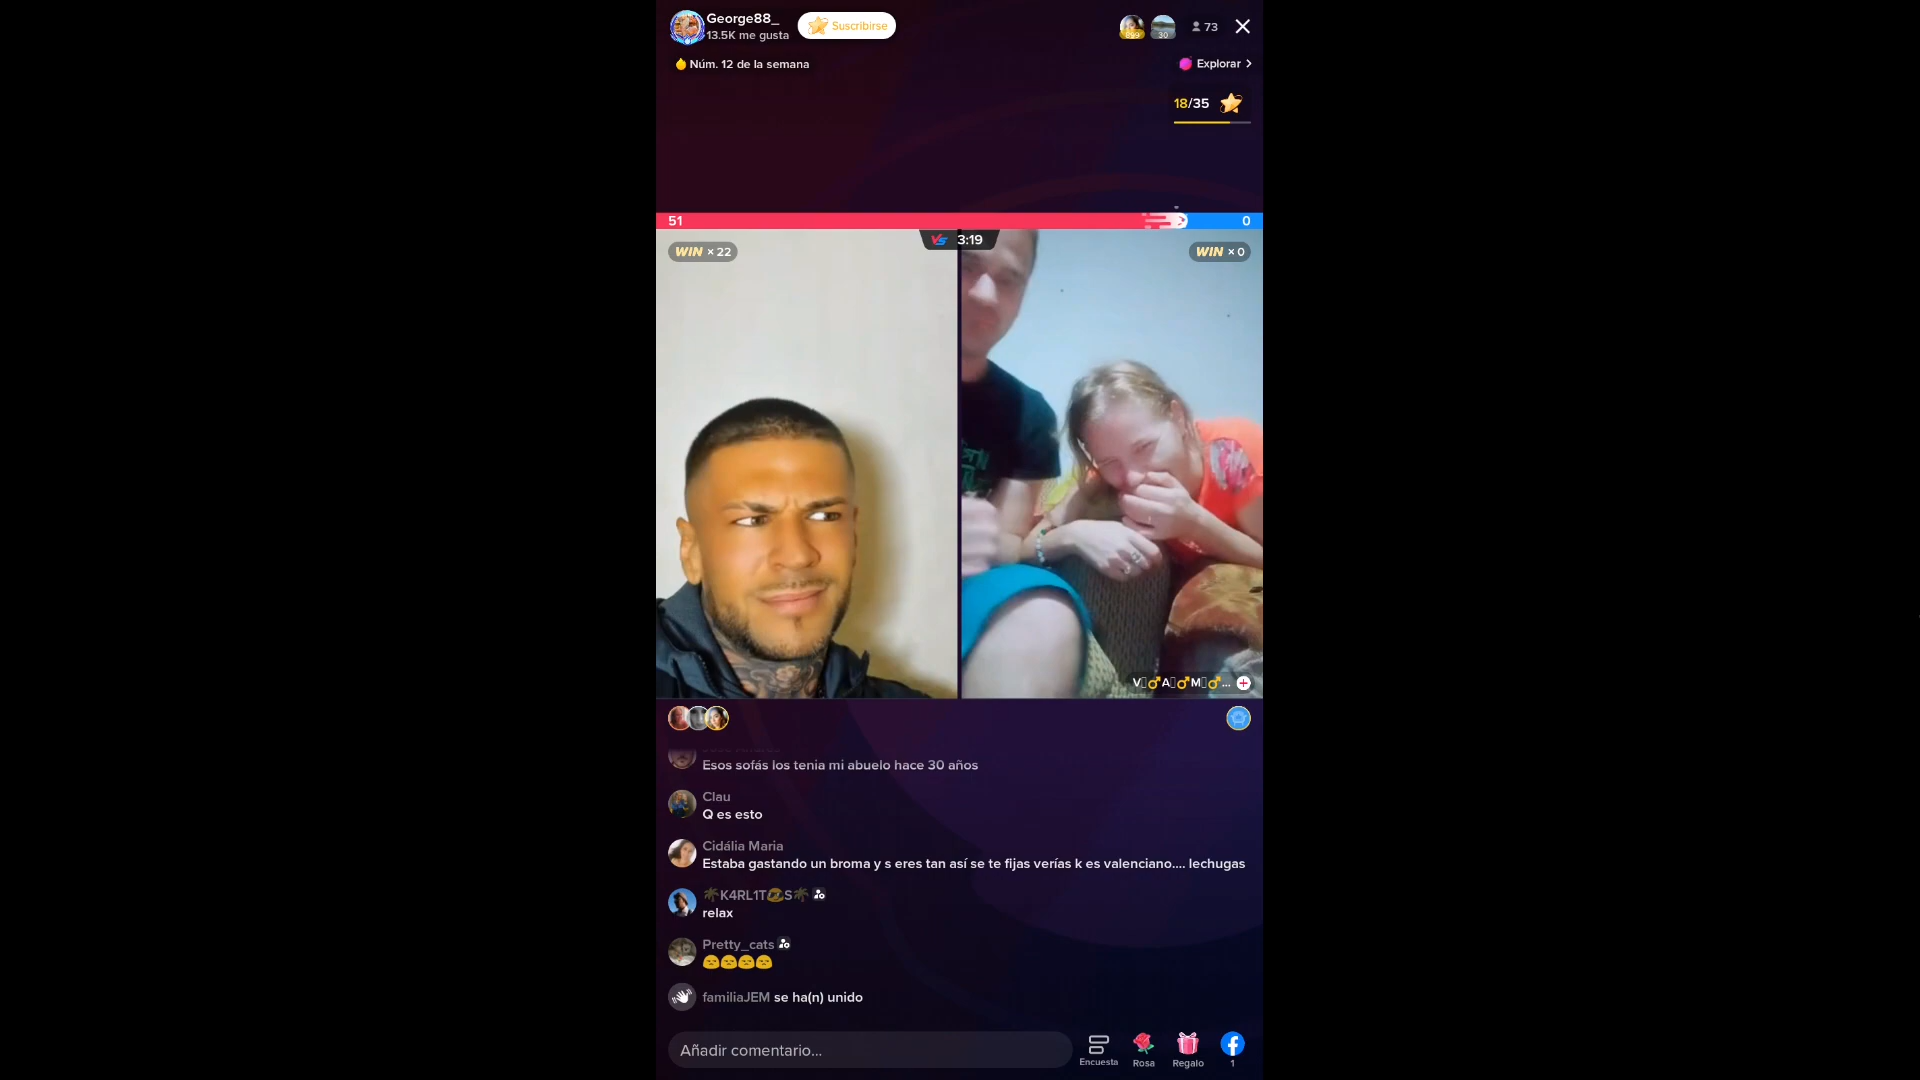 George88_
13.5K me gusta
Suscribirse
899
30
73
Núm. 12 de la semana
Explorar
18/35
51
0
VS 3:19
WIN × 22
WIN × 0
Esos sofás los tenia mi abuelo hace 30 años
Clau
Q es esto
Cidália Maria
Estaba gastando un broma y s eres tan así se te fijas verías k es valenciano.... lechugas
🌴K4RL1T🙈S🌴
relax
Pretty_cats
😔😔😔😔
familiaJEM se ha(n) unido
Añadir comentario...
Encuesta
Rosa
Regalo
1